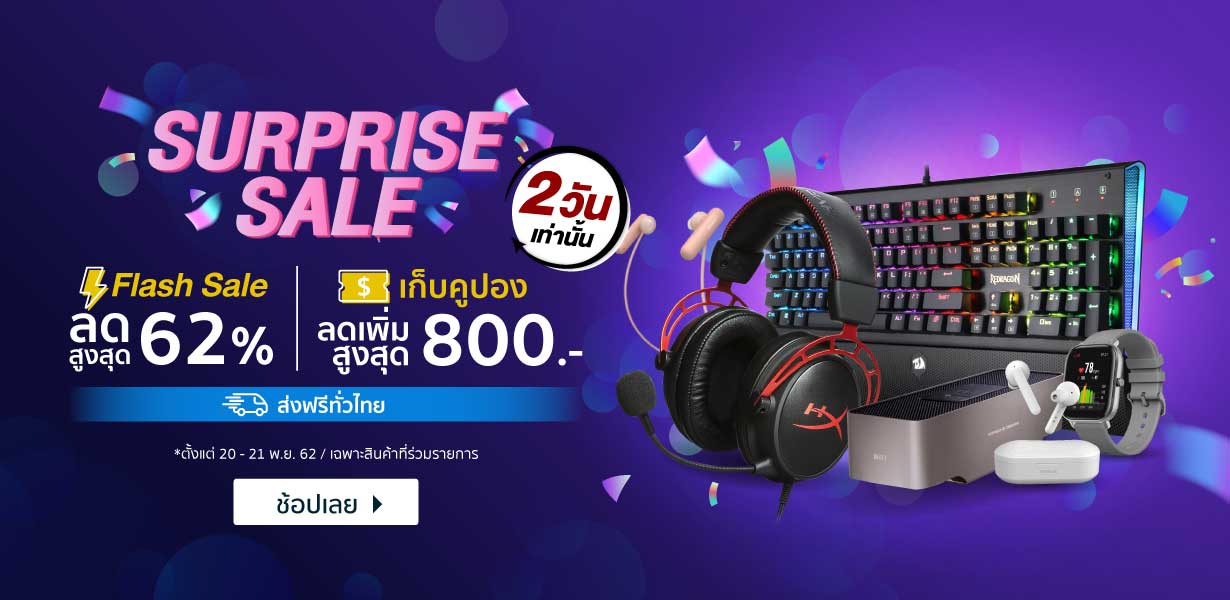 SURPRISE
SALE
2 วัน
เท่านั้น
Flash Sale
ลด
สูงสุด
62%
$
เก็บคูปอง
ลดเพิ่ม
สูงสุด
800.-
ส่งฟรีทั่วไทย
*ตั้งแต่ 20 - 21 พ.ย. 62 / เฉพาะสินค้าที่ร่วมรายการ
ช้อปเลย
REDRAGON
78